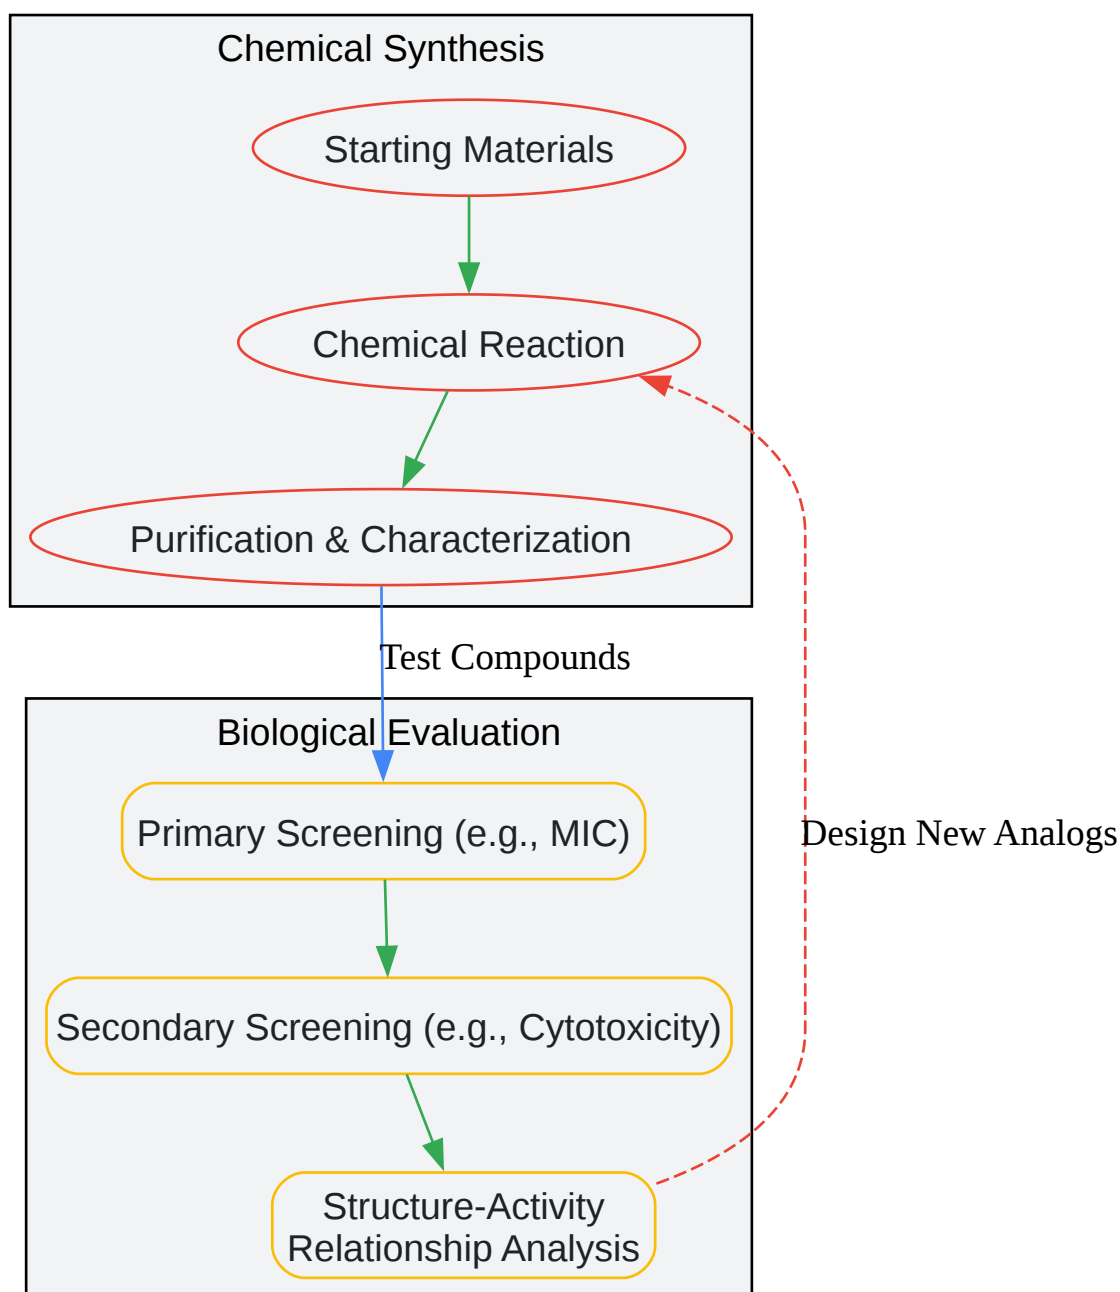 Chemical Synthesis
Starting Materials
Chemical Reaction
Purification & Characterization
Test Compounds
Biological Evaluation
Primary Screening (e.g., MIC)
Design New Analogs
Secondary Screening (e.g., Cytotoxicity)
Structure-Activity
Relationship Analysis